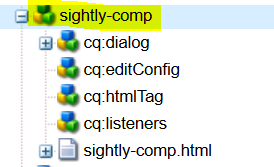 sightly-comp
cq:dialog
cq:editConfig
cq:htmlTag
cq:listeners
sightly-comp.html